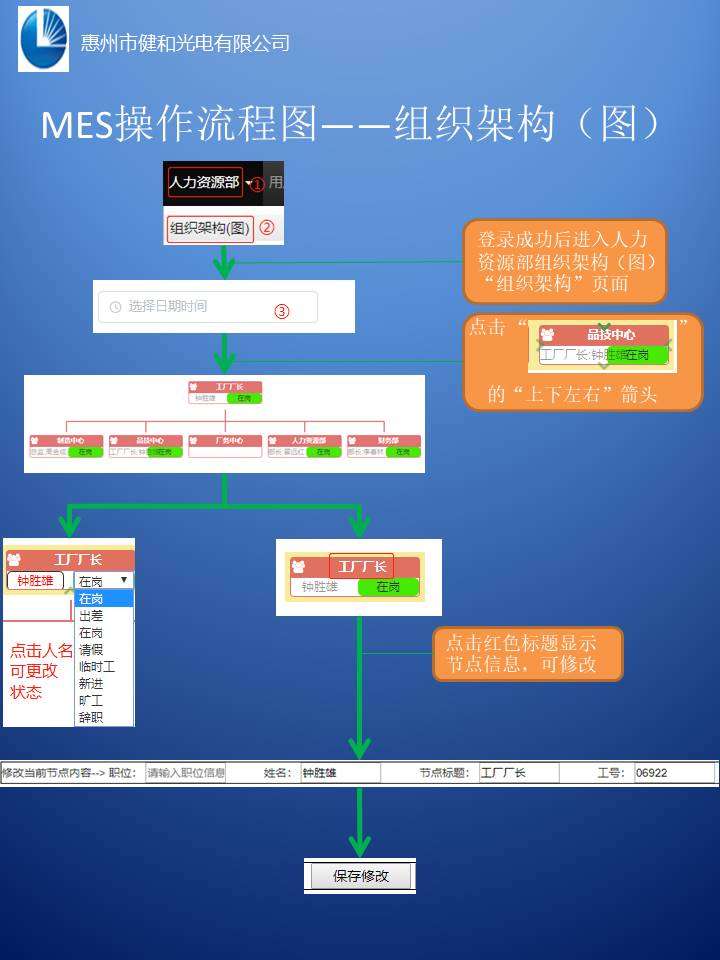 惠州市健和光电有限公司
MES操作流程图——组织架构（图）
人力资源部 ① 用
组织架构(图) ②
登录成功后进入人力
资源部组织架构（图）
“组织架构”页面
选择日期时间 ③
点击“ 品技中心 ”
工厂厂长:钟胜雄 在岗
的“上下左右”箭头
工厂厂长
钟胜雄 在岗
制造中心 品技中心 厂务中心 人力资源部 财务部
在岗 工厂厂长:钟 在岗 部长: 在岗 部长:李春林 在岗
工厂厂长
钟胜雄 在岗
在岗
出差
在岗
请假
临时工
新进
旷工
辞职
点击人名
可更改
状态
工厂厂长
钟胜雄 在岗
点击红色标题显示
节点信息，可修改
修改当前节点内容--> 职位： 请输入职位信息 姓名： 钟胜雄 节点标题： 工厂厂长 工号： 06922
保存修改